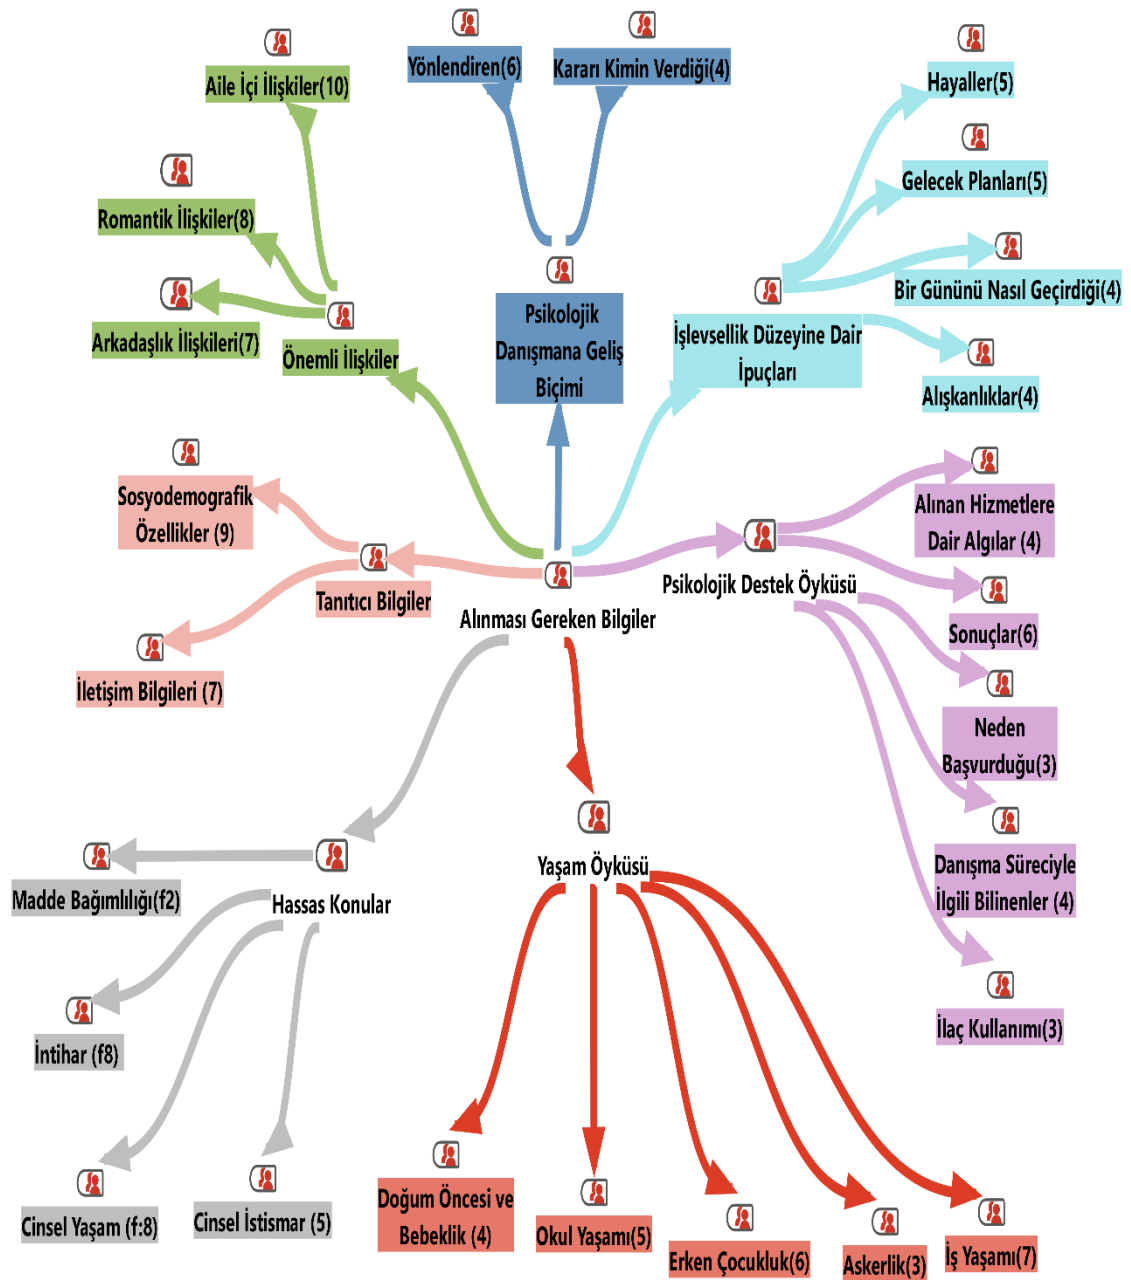 Aile İçi İlişkiler(10)
Romantik İlişkiler(8)
Arkadaşlık İlişkileri(7)
Önemli İlişkiler
Yönlendiren(6)
Kararı Kimin Verdiği(4)
Psikolojik
Danışmana Geliş
Biçimi
Hayaller(5)
Gelecek Planları(5)
Bir Gününü Nasıl Geçirdiği(4)
Alışkanlıklar(4)
İşlevsellik Düzeyine Dair
İpuçları
Sosyodemografik
Özellikler (9)
Tanıtıcı Bilgiler
İletişim Bilgileri (7)
Alınması Gereken Bilgiler
Psikolojik Destek Öyküsü
Alınan Hizmetlere
Dair Algılar (4)
Sonuçlar(6)
Neden
Başvurduğu(3)
Danışma Süreciyle
İlgili Bilinenler (4)
İlaç Kullanımı(3)
Hassas Konular
Madde Bağımlılığı(f2)
İntihar (f8)
Cinsel Yaşam (f:8)
Cinsel İstismar (5)
Yaşam Öyküsü
Doğum Öncesi ve
Bebeklik (4)
Okul Yaşamı(5)
Erken Çocukluk(6)
Askerlik(3)
İş Yaşamı(7)